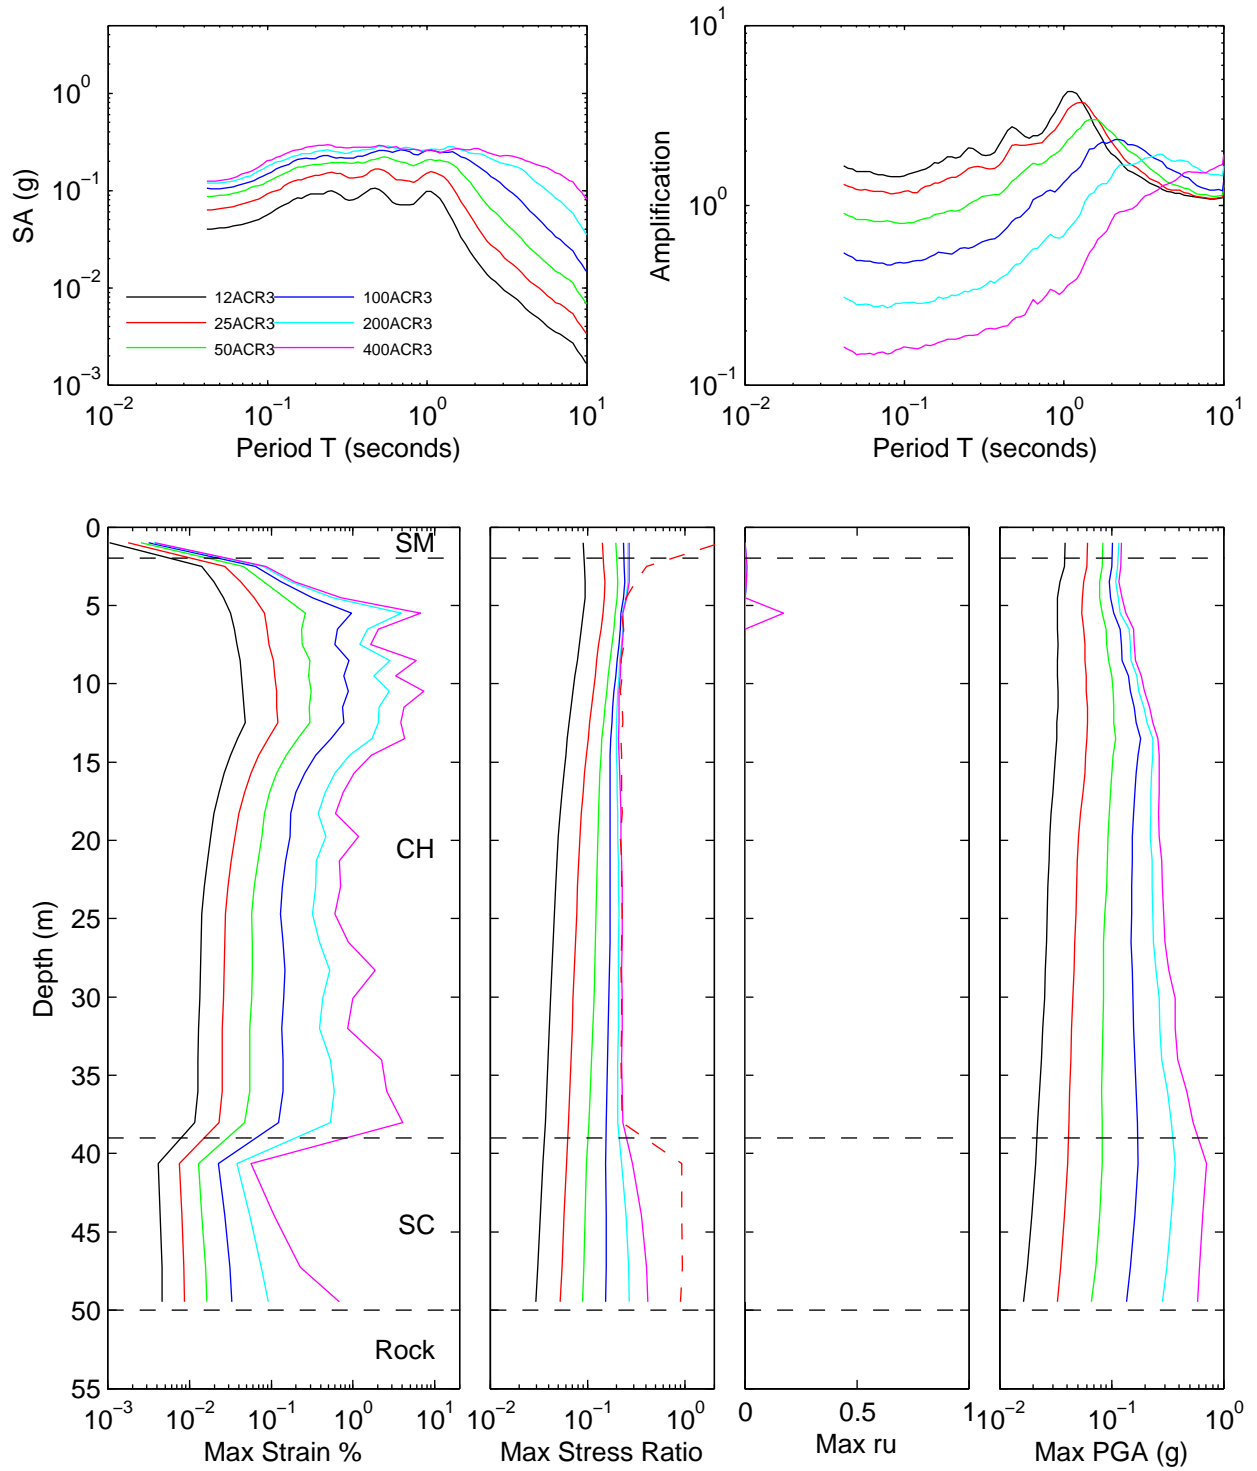 10^0
10^-1
10^-2
10^-3
SA (g)
12ACR3
25ACR3
50ACR3
100ACR3
200ACR3
400ACR3
10^-2
10^-1
10^0
10^1
Period T (seconds)
10^1
10^0
10^-1
Amplification
10^-2
10^-1
10^0
10^1
Period T (seconds)
0
5
10
15
20
25
30
35
40
45
50
55
Depth (m)
SM
CH
SC
Rock
10^-3
10^-2
10^-1
10^0
10^1
Max Strain %
10^-1
10^0
Max Stress Ratio
0
0.5
1
Max ru
10^-2
10^-1
10^0
Max PGA (g)